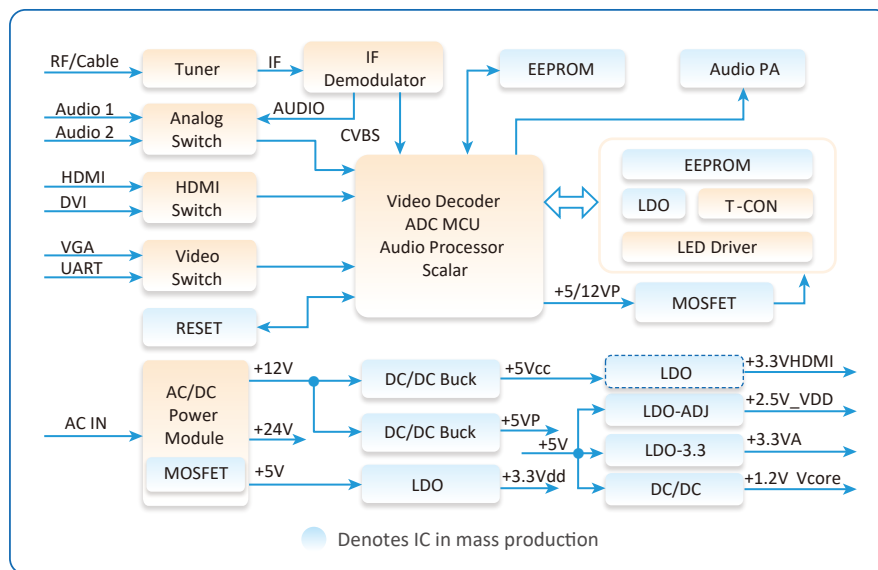 RF/Cable
Tuner
IF
IF
Demodulator
EEPROM
Audio PA
Audio 1
Audio 2
Analog
Switch
AUDIO
CVBS
HDMI
DVI
HDMI
Switch
VGA
UART
Video
Switch
RESET
Video Decoder
ADC MCU
Audio Processor
Scalar
EEPROM
LDO
T-CON
LED Driver
+5/12VP
MOSFET
AC IN
AC/DC
Power
Module
MOSFET
+12V
+24V
+5V
DC/DC Buck
+5Vcc
DC/DC Buck
+5VP
+5V
LDO
+3.3Vdd
LDO
+3.3VHDMI
LDO-ADJ
+2.5V_VDD
LDO-3.3
+3.3VA
DC/DC
+1.2V Vcore
Denotes IC in mass production